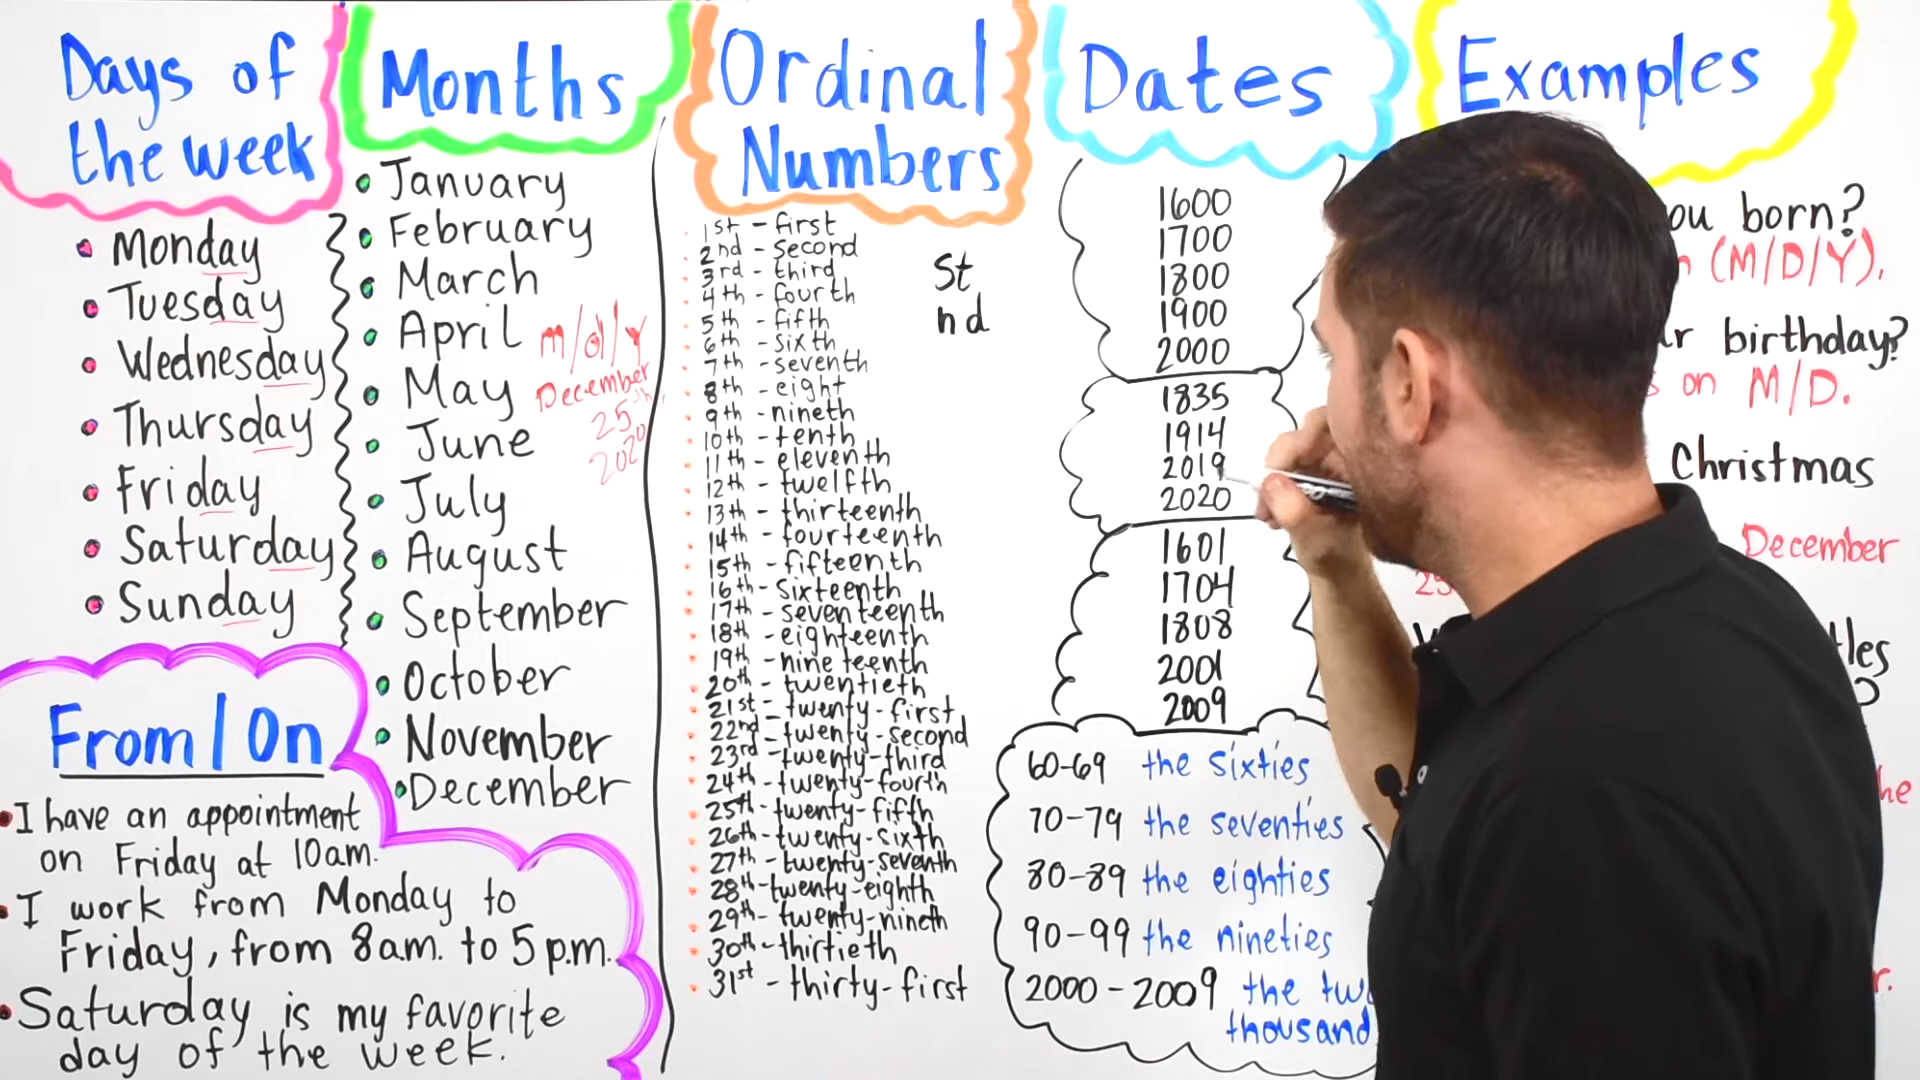 Days of
the week
• Monday
• Tuesday
• Wednesday
• Thursday
• Friday
• Saturday
• Sunday
From/On
• I have an appointment
on Friday at 10am.
• I work from Monday to
Friday, from 8am. to 5 p.m.
• Saturday is my favorite
day of the week.
Months
• January
• February
• March
• April
• May
• June
• July
• August
• September
• October
• November
• December
M/d/Y
December
25th,
2020
Ordinal
Numbers
1st - first
2nd - second
3rd - third
4th - fourth
5th - fifth
6th - sixth
7th - seventh
8th - eight
9th - nineth
10th - tenth
11th - eleventh
12th - twelfth
13th - thirteenth
14th - fourteenth
15th - fifteenth
16th - sixteenth
17th - seventeenth
18th - eighteenth
19th - nineteenth
20th - twentieth
21st - twenty-first
22nd - twenty-second
23rd - twenty-third
24th - twenty-fourth
25th - twenty-fifth
26th - twenty-sixth
27th - twenty-seventh
28th - twenty-eighth
29th - twenty-nineth
30th - thirtieth
31st - thirty-first
st
nd
Dates
1600
1700
1800
1900
2000
1835
1914
2019
2020
1601
1704
1808
2001
2009
60-69 the sixties
70-79 the seventies
80-89 the eighties
90-99 the nineties
2000-2009 the
thousand
Examples
born?
(M/D/Y).
birthday?
on M/D.
Christmas
December